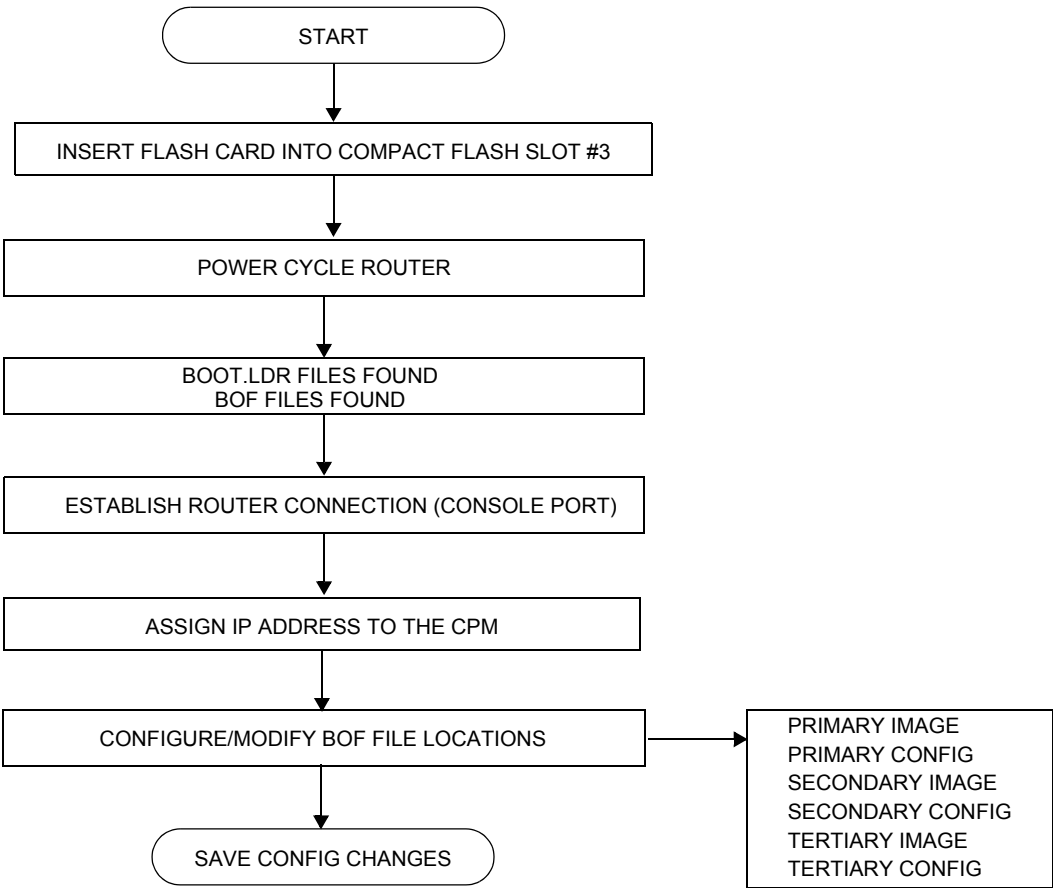 START
INSERT FLASH CARD INTO COMPACT FLASH SLOT #3
POWER CYCLE ROUTER
BOOT.LDR FILES FOUND
BOF FILES FOUND
ESTABLISH ROUTER CONNECTION (CONSOLE PORT)
ASSIGN IP ADDRESS TO THE CPM
CONFIGURE/MODIFY BOF FILE LOCATIONS
PRIMARY IMAGE
PRIMARY CONFIG
SECONDARY IMAGE
SECONDARY CONFIG
TERTIARY IMAGE
TERTIARY CONFIG
SAVE CONFIG CHANGES